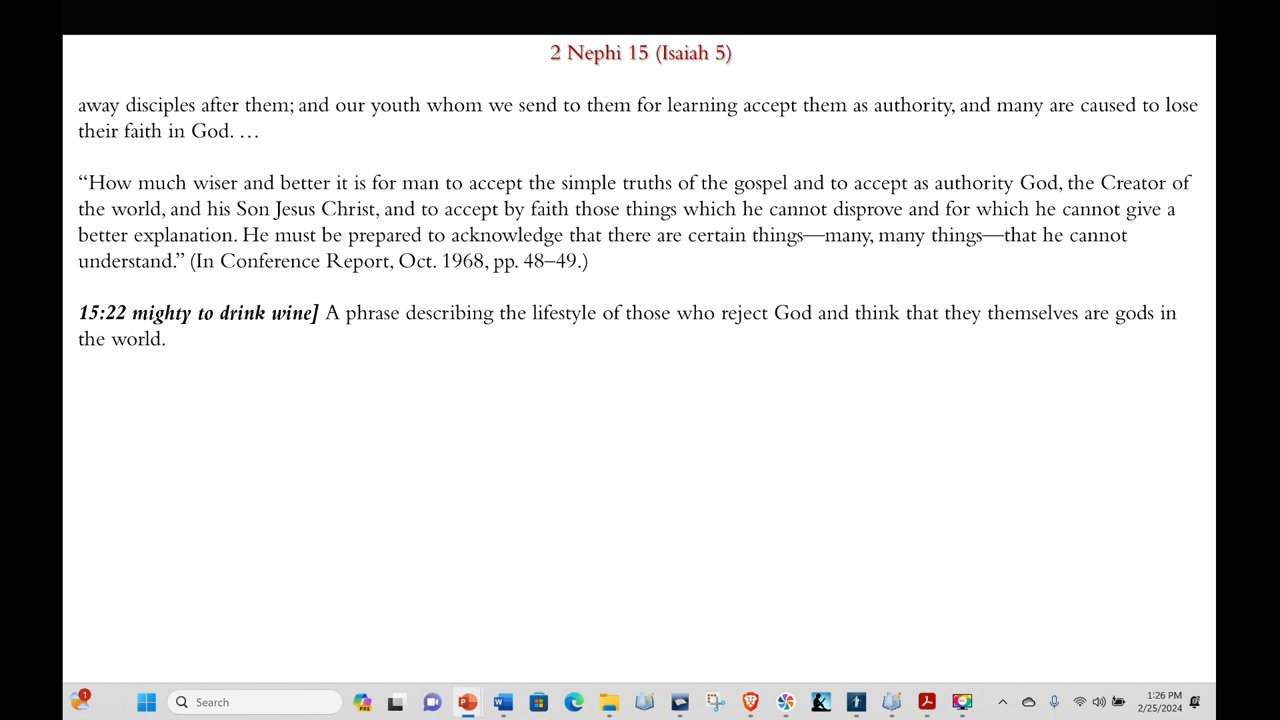 2 Nephi 15 (Isaiah 5)
away disciples after them; and our youth whom we send to them for learning accept them as authority, and many are caused to lose
their faith in God. …
“How much wiser and better it is for man to accept the simple truths of the gospel and to accept as authority God, the Creator of
the world, and his Son Jesus Christ, and to accept by faith those things which he cannot disprove and for which he cannot give a
better explanation. He must be prepared to acknowledge that there are certain things—many, many things—that he cannot
understand.” (In Conference Report, Oct. 1968, pp. 48–49.)
15:22 mighty to drink wine] A phrase describing the lifestyle of those who reject God and think that they themselves are gods in
the world.
1
Search
PRE
W
1:26 PM
2/25/2024